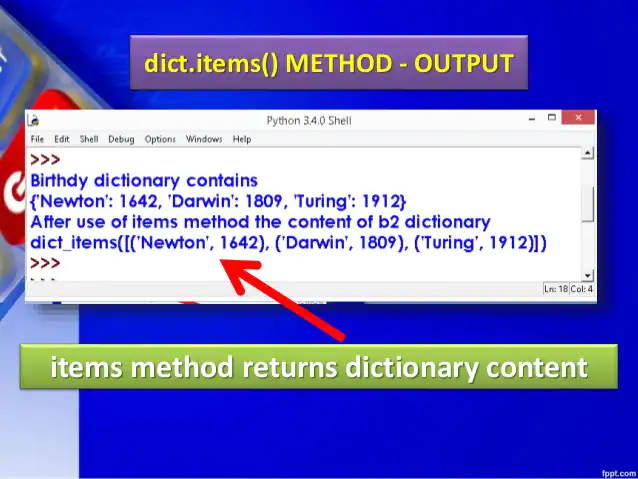 dict.items() METHOD - OUTPUT
Python 3.4.0 Shell
File Edit Shell Debug Options Windows Help
>>>
Birthdy dictionary contains
{'Newton': 1642, 'Darwin': 1809, 'Turing': 1912}
After use of items method the content of b2 dictionary
dict_items([('Newton', 1642), ('Darwin', 1809), ('Turing', 1912)])
>>>
Ln: 18 Col: 4
items method returns dictionary content
fppt.com